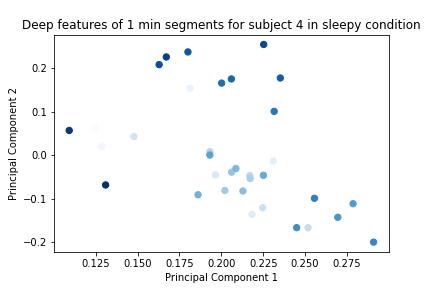 Deep features of 1 min segments for subject 4 in sleepy condition
0.2
0.1
0.0
−0.1
−0.2
Principal Component 2
0.125 0.150 0.175 0.200 0.225 0.250 0.275
Principal Component 1